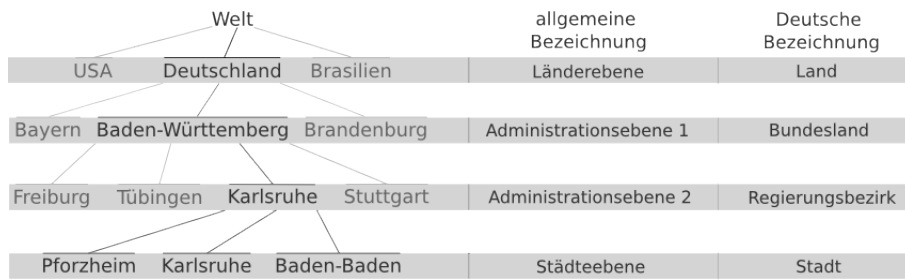 Welt allgemeine Bezeichnung Deutsche Bezeichnung
USA Deutschland Brasilien Länderebene Land
Bayern Baden-Württemberg Brandenburg Administrationsebene 1 Bundesland
Freiburg Tübingen Karlsruhe Stuttgart Administrationsebene 2 Regierungsbezirk
Pforzheim Karlsruhe Baden-Baden Städteebene Stadt